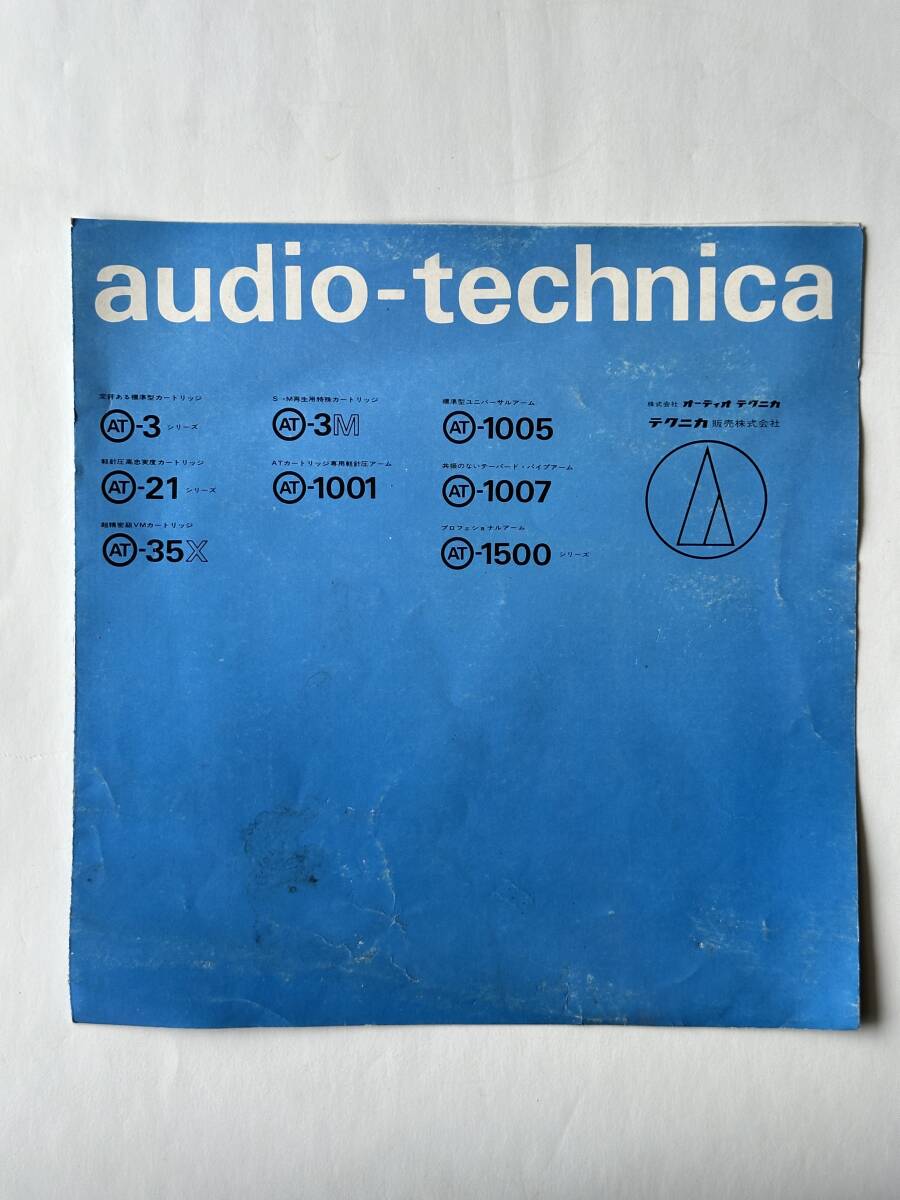 audio-technica
定評ある標準型カートリッジ
AT-3 シリーズ
軽針圧高忠実度カートリッジ
AT-21 シリーズ
超精密級VMカートリッジ
AT-35X
S→M再生用特殊カートリッジ
AT-3M
ATカートリッジ専用軽針圧アーム
AT-1001
標準型ユニバーサルアーム
AT-1005
共振のないテーパード・パイプアーム
AT-1007
プロフェショナルアーム
AT-1500 シリーズ
株式会社 オーディオ テクニカ
テクニカ 販売株式会社